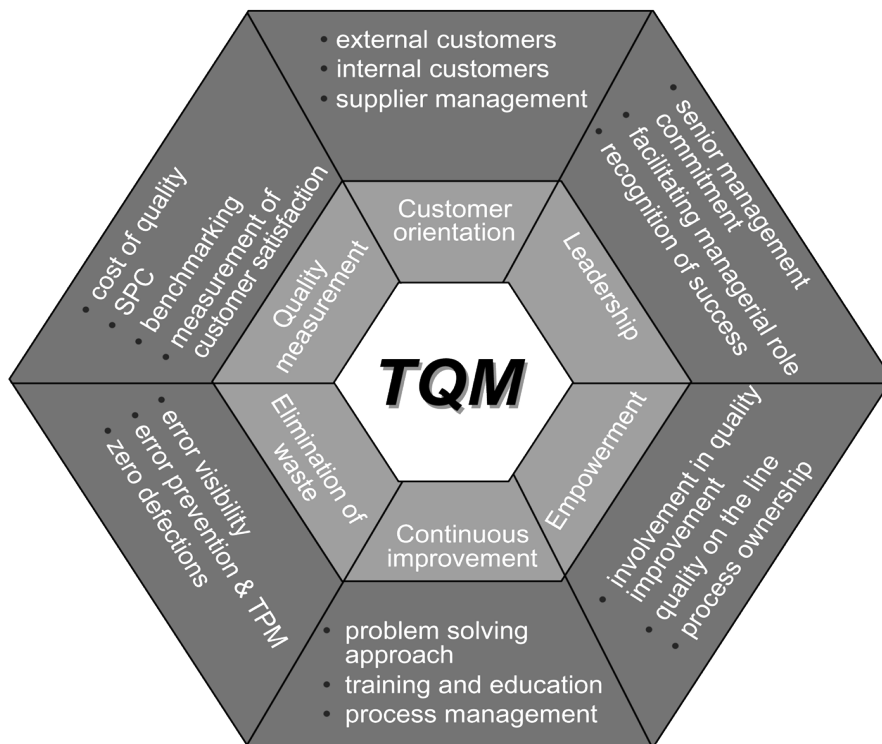 • external customers
• internal customers
• supplier management
Customer
orientation
• senior management
commitment
• facilitating managerial role
• recognition of success
Leadership
• cost of quality
• SPC
• benchmarking
• measurement of
customer satisfaction
Quality
measurement
TQM
• error visibility
• error prevention & TPM
• zero defections
Elimination of
waste
Empowerment
• involvement in quality
improvement
• quality on the line
• process ownership
Continuous
improvement
• problem solving
approach
• training and education
• process management